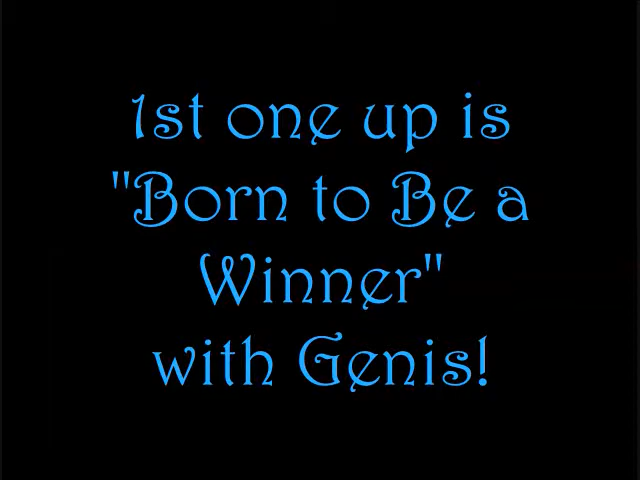 1st one up is
"Born to Be a
Winner"
with Genis!